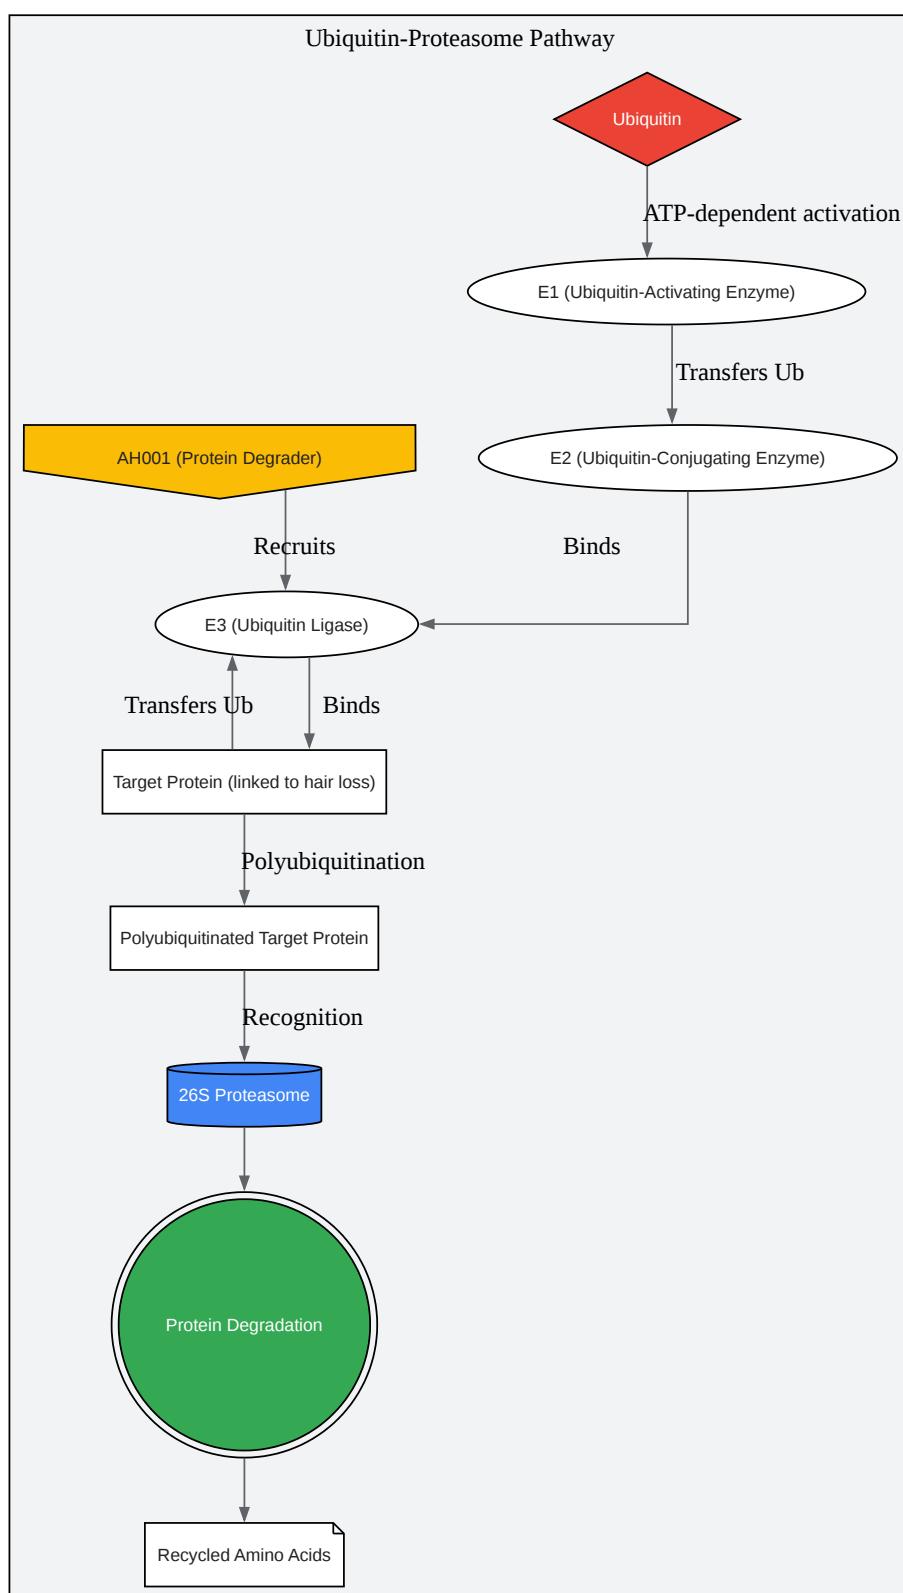 Ubiquitin-Proteasome Pathway
Ubiquitin
ATP-dependent activation
E1 (Ubiquitin-Activating Enzyme)
Transfers Ub
AH001 (Protein Degrader)
E2 (Ubiquitin-Conjugating Enzyme)
Recruits
Binds
E3 (Ubiquitin Ligase)
Transfers Ub
Binds
Target Protein (linked to hair loss)
Polyubiquitination
Polyubiquitinated Target Protein
Recognition
26S Proteasome
Protein Degradation
Recycled Amino Acids